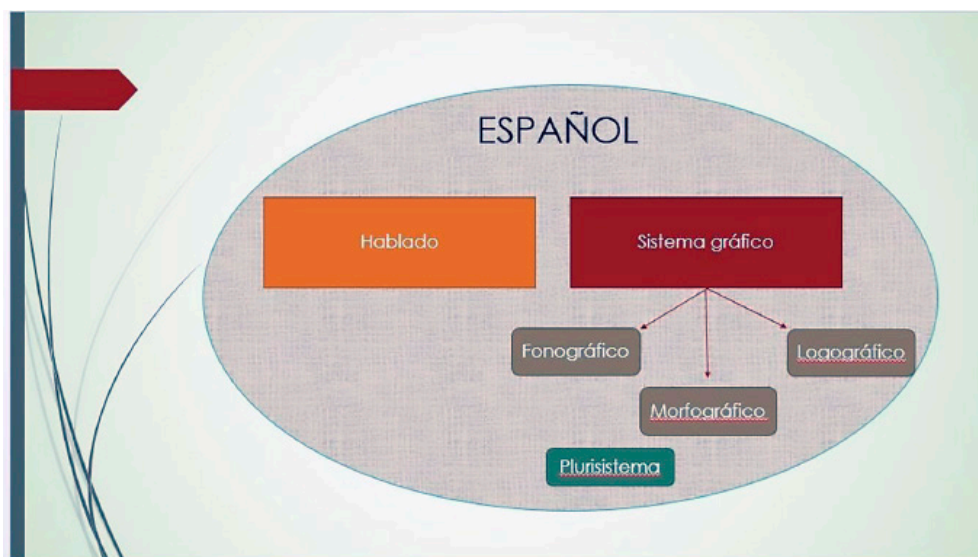 ESPAÑOL
Hablado
Sistema gráfico
Fonográfico
Logográfico
Morfográfico
Plurisistema